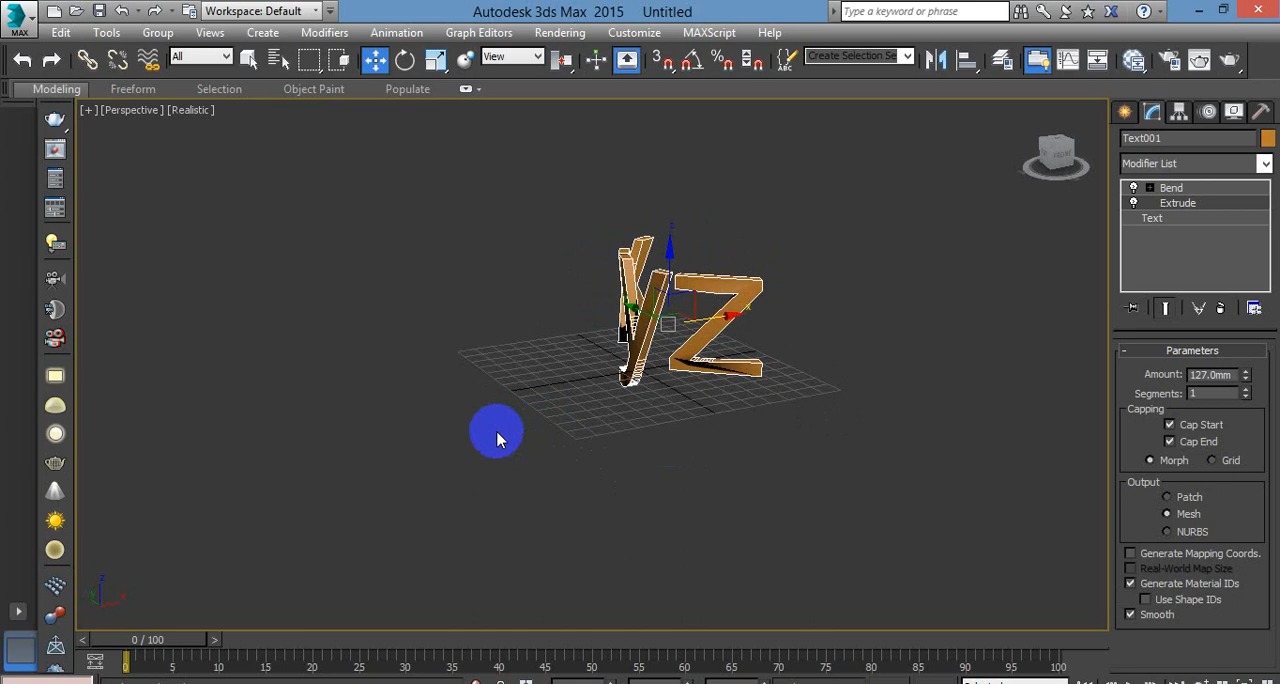 MAX
Workspace: Default
Autodesk 3ds Max 2015 Untitled
Type a keyword or phrase
Edit Tools Group Views Create Modifiers Animation Graph Editors Rendering Customize MAXScript Help
All
View
3
Create Selection Se
Modeling Freeform Selection Object Paint Populate
[+] [Perspective] [Realistic]
z
x
Z
Text001
Modifier List
Bend
Extrude
Text
Parameters
Amount: 127.0mm
Segments: 1
Capping
Cap Start
Cap End
Morph Grid
Output
Patch
Mesh
NURBS
Generate Mapping Coords.
Real-World Map Size
Generate Material IDs
Use Shape IDs
Smooth
0 / 100
0 5 10 15 20 25 30 35 40 45 50 55 60 65 70 75 80 85 90 95 100